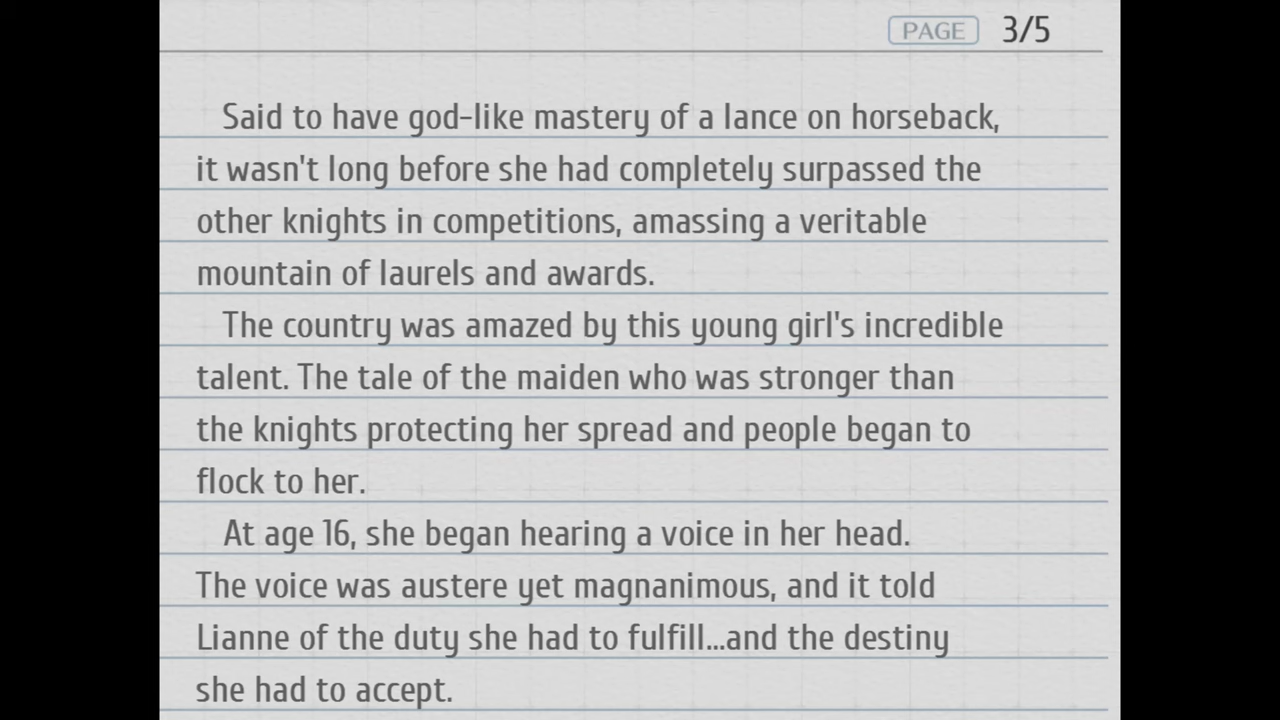 PAGE 3/5
Said to have god-like mastery of a lance on horseback,
it wasn't long before she had completely surpassed the
other knights in competitions, amassing a veritable
mountain of laurels and awards.
The country was amazed by this young girl's incredible
talent. The tale of the maiden who was stronger than
the knights protecting her spread and people began to
flock to her.
At age 16, she began hearing a voice in her head.
The voice was austere yet magnanimous, and it told
Lianne of the duty she had to fulfill...and the destiny
she had to accept.